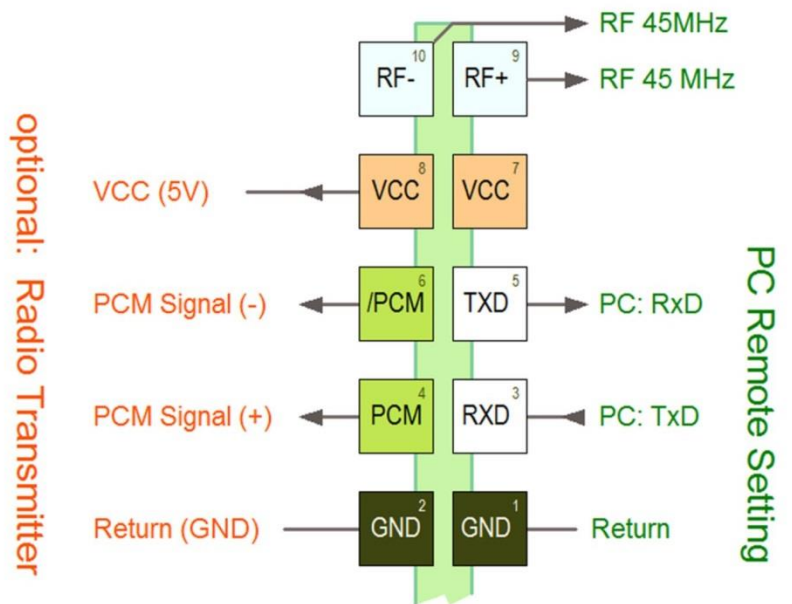 RF 45MHz
10
RF-
9
RF+
RF 45 MHz
VCC (5V)
8
VCC
7
VCC
PCM Signal (-)
6
/PCM
5
TXD
PC: RxD
PCM Signal (+)
4
PCM
3
RXD
PC: TxD
Return (GND)
2
GND
1
GND
Return
optional: Radio Transmitter
PC Remote Setting